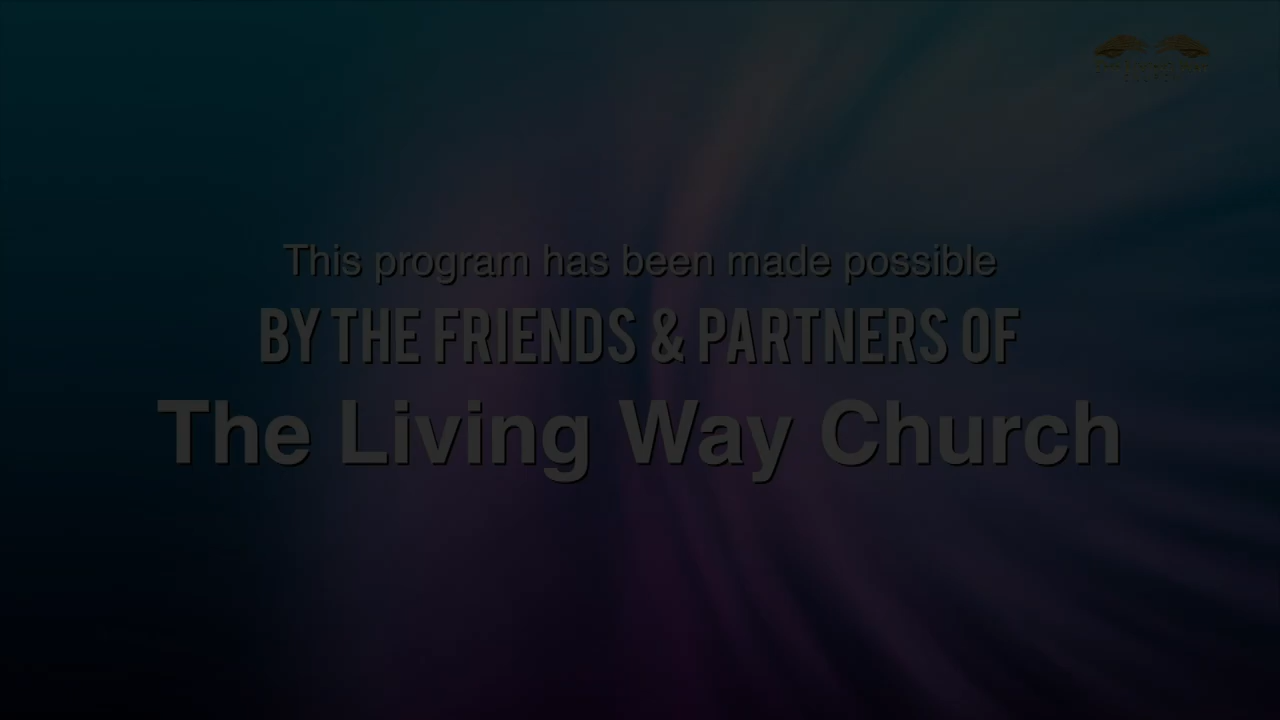 This program has been made possible
BY THE FRIENDS & PARTNERS OF
The Living Way Church